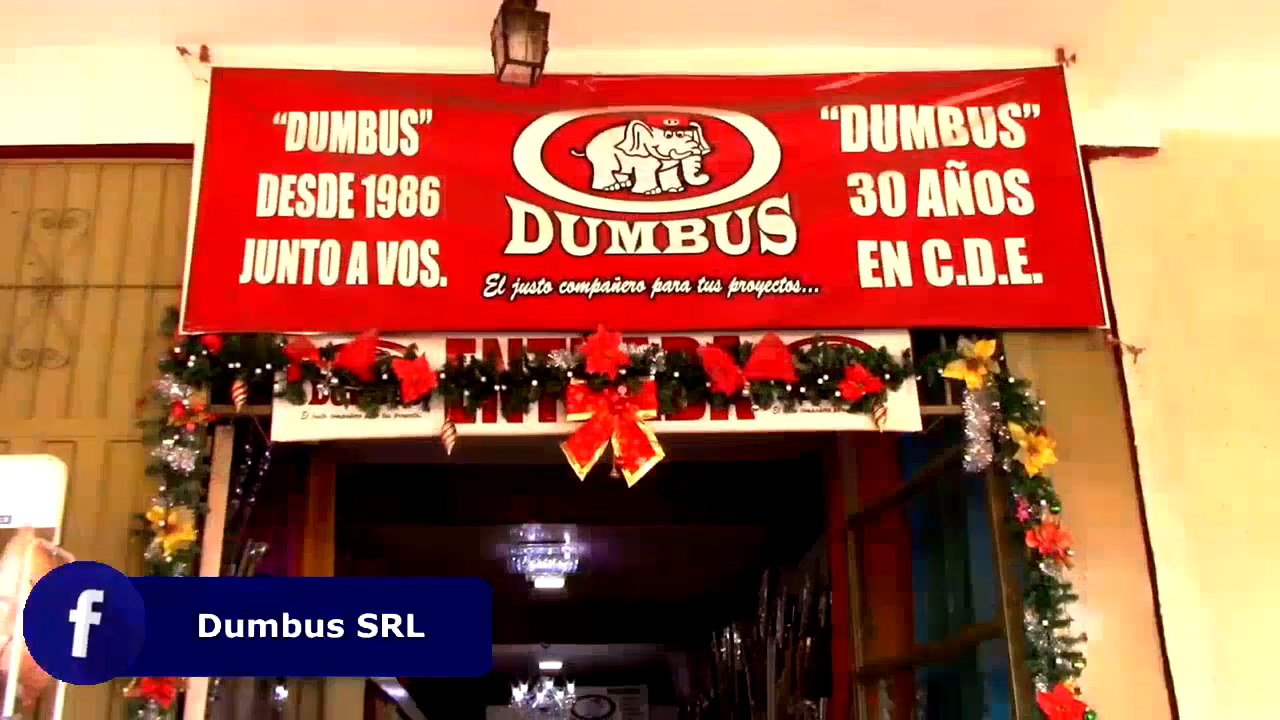 “DUMBUS”
DESDE 1986
JUNTO A VOS.
DUMBUS
El justo compañero para tus proyectos...
“DUMBUS”
30 AÑOS
EN C.D.E.
f
Dumbus SRL